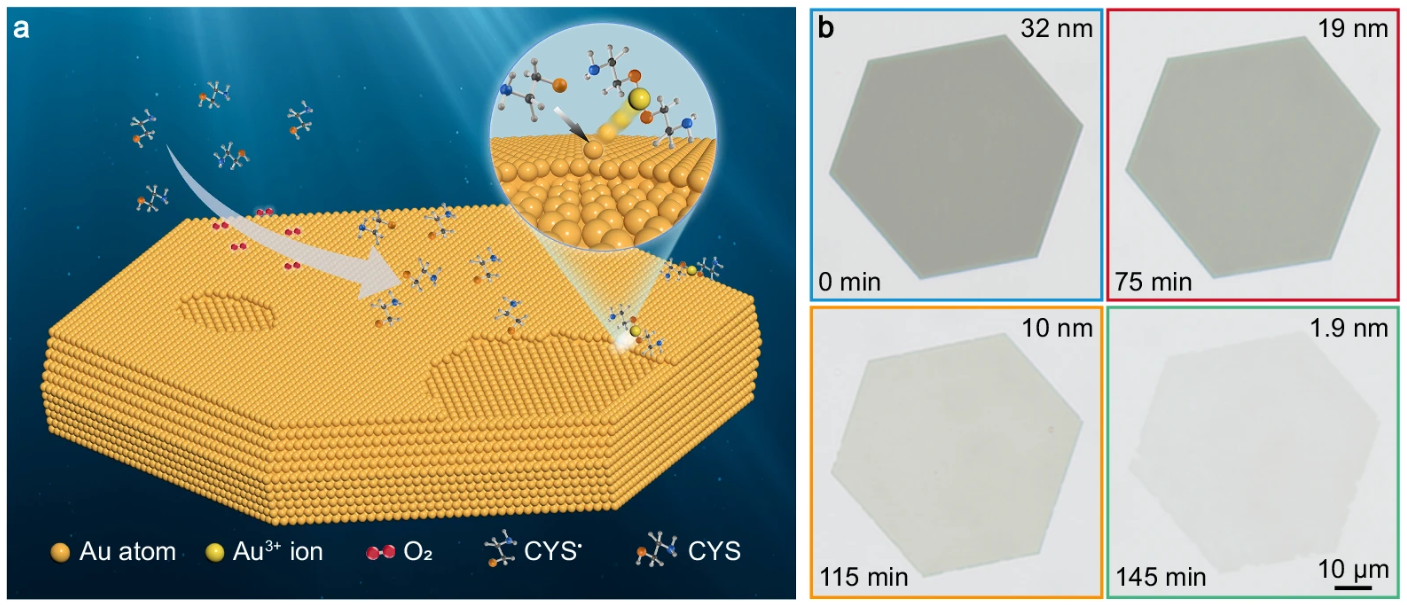 a
Au atom
Au³⁺ ion
O₂
CYS•
CYS
b
32 nm
0 min
19 nm
75 min
10 nm
115 min
1.9 nm
145 min
10 µm